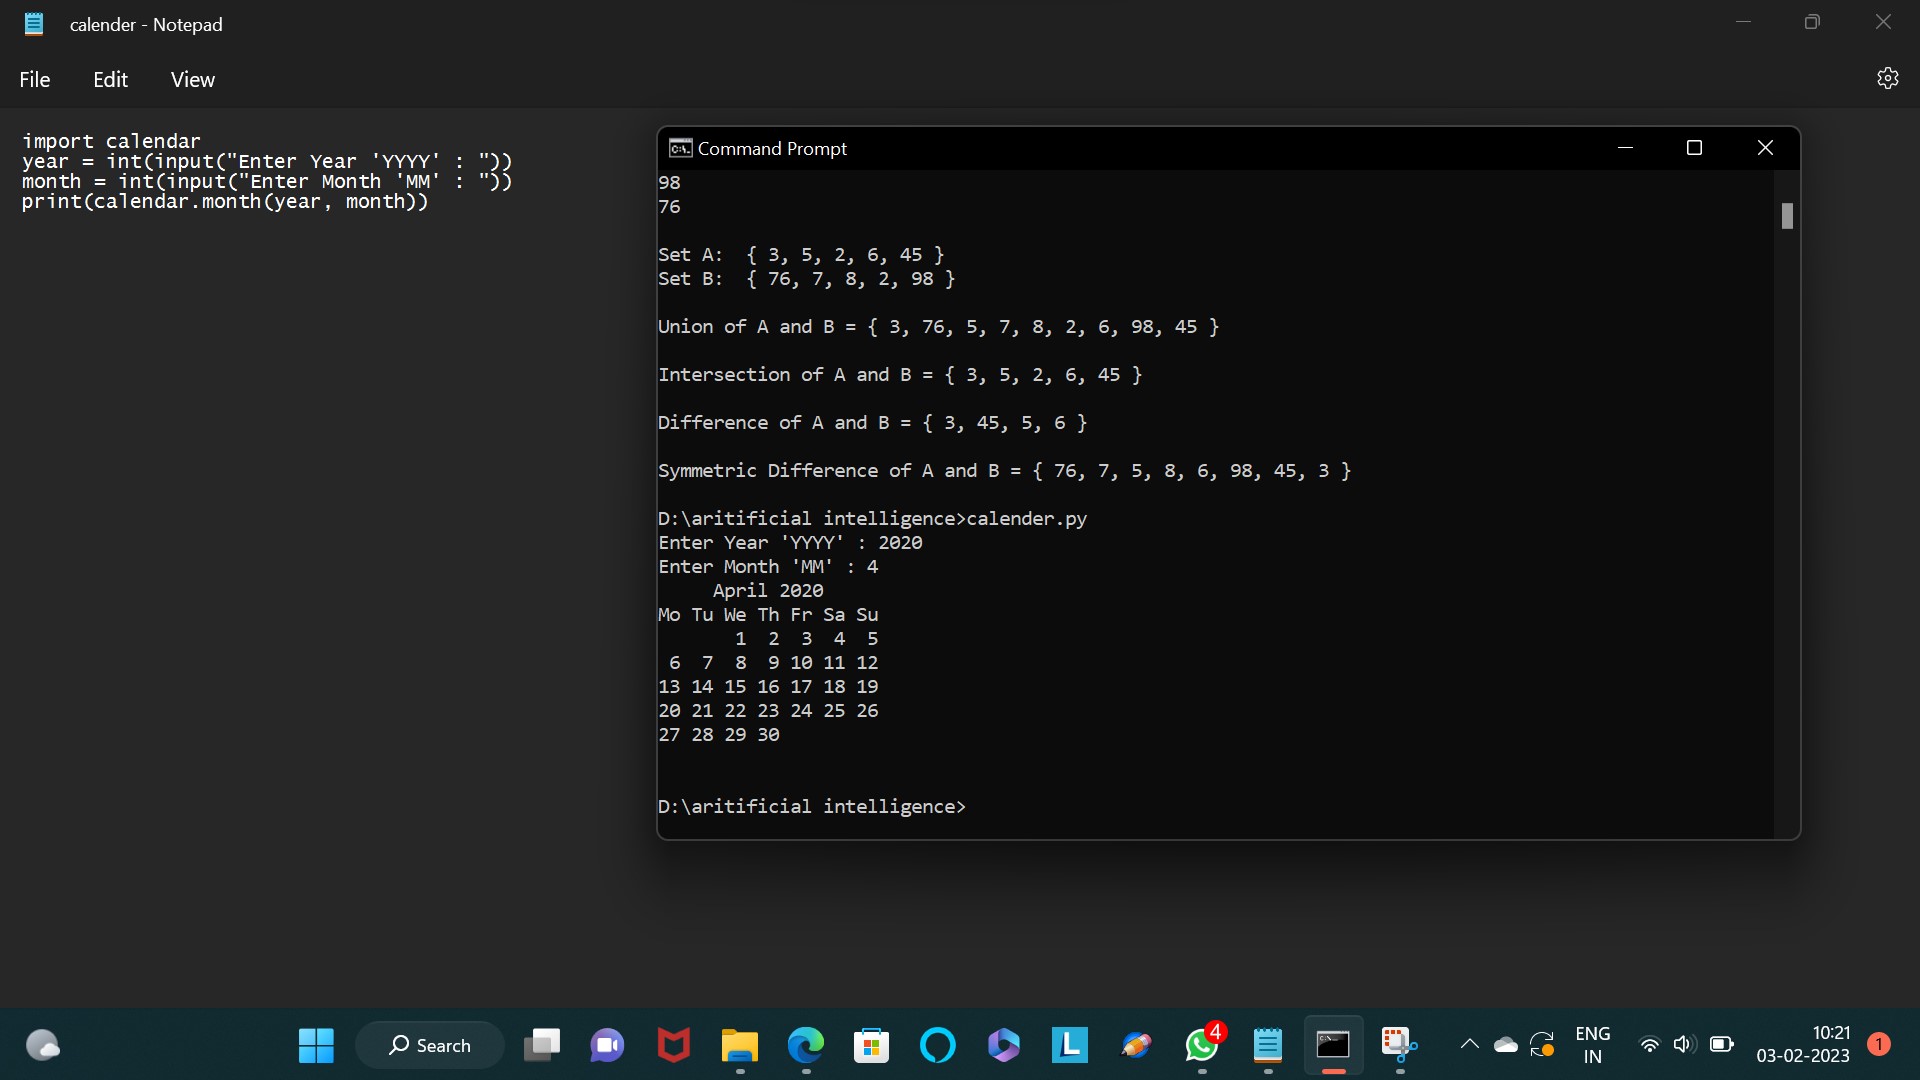 calender - Notepad
File Edit View
import calendar
year = int(input("Enter Year 'YYYY' : "))
month = int(input("Enter Month 'MM' : "))
print(calendar.month(year, month))
Command Prompt
98
76
Set A:  { 3, 5, 2, 6, 45 }
Set B:  { 76, 7, 8, 2, 98 }
Union of A and B = { 3, 76, 5, 7, 8, 2, 6, 98, 45 }
Intersection of A and B = { 3, 5, 2, 6, 45 }
Difference of A and B = { 3, 45, 5, 6 }
Symmetric Difference of A and B = { 76, 7, 5, 8, 6, 98, 45, 3 }
D:\aritificial intelligence>calender.py
Enter Year 'YYYY' : 2020
Enter Month 'MM' : 4
     April 2020
Mo Tu We Th Fr Sa Su
       1  2  3  4  5
 6  7  8  9 10 11 12
13 14 15 16 17 18 19
20 21 22 23 24 25 26
27 28 29 30
D:\aritificial intelligence>
Search
L
4
ENG
IN
10:21
03-02-2023
1